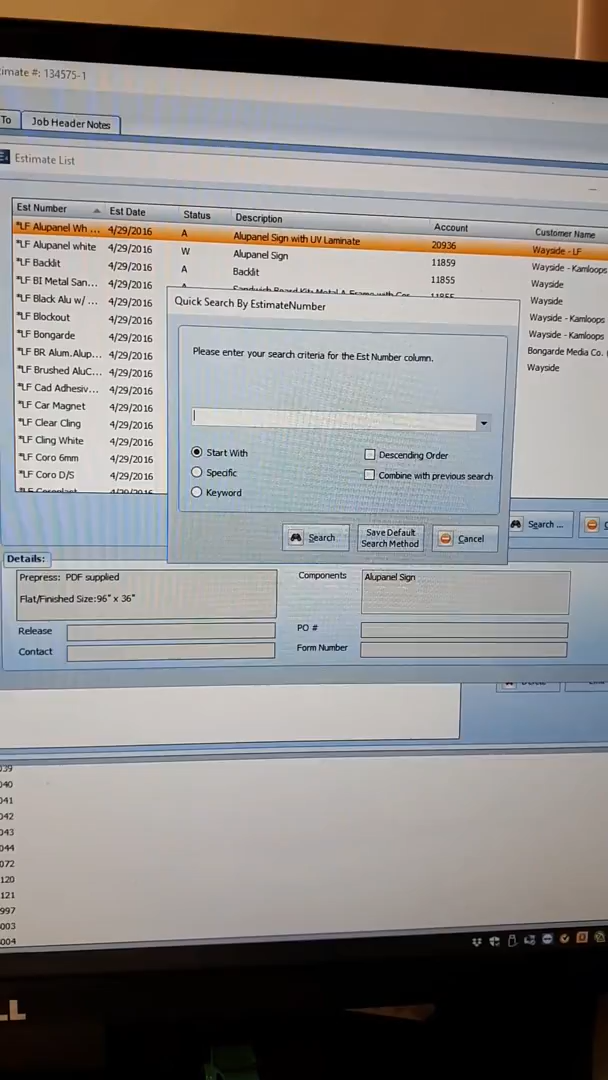 timate #: 134575-1
To Job Header Notes
Estimate List
Est Number Est Date Status Description Account Customer Name
*LF Alupanel Wh ... 4/29/2016 A Alupanel Sign with UV Laminate 20936 Wayside - LF
*LF Alupanel white 4/29/2016 W Alupanel Sign 11859 Wayside - Kamloops
*LF Backlit 4/29/2016 A Backlit 11855 Wayside
*LF BI Metal San... 4/29/2016 A Wayside
*LF Black Alu w/ ... 4/29/2016 Wayside - Kamloops
*LF Blockout 4/29/2016 Wayside - Kamloops
*LF Bongarde 4/29/2016 Bongarde Media Co.
*LF BR Alum.Alup... 4/29/2016 Wayside
*LF Brushed AluC... 4/29/2016
*LF Cad Adhesiv... 4/29/2016
*LF Car Magnet 4/29/2016
*LF Clear Cling 4/29/2016
*LF Cling White 4/29/2016
*LF Coro 6mm 4/29/2016
*LF Coro D/S 4/29/2016
Quick Search By EstimateNumber
Please enter your search criteria for the Est Number column.
Start With
Specific
Keyword
Descending Order
Combine with previous search
Search
Save Default
Search Method
Cancel
Search ...
Details:
Prepress: PDF supplied
Flat/Finished Size:96" x 36"
Components Alupanel Sign
Release
PO #
Contact
Form Number
039
040
041
042
043
044
072
120
121
997
003
004
LL